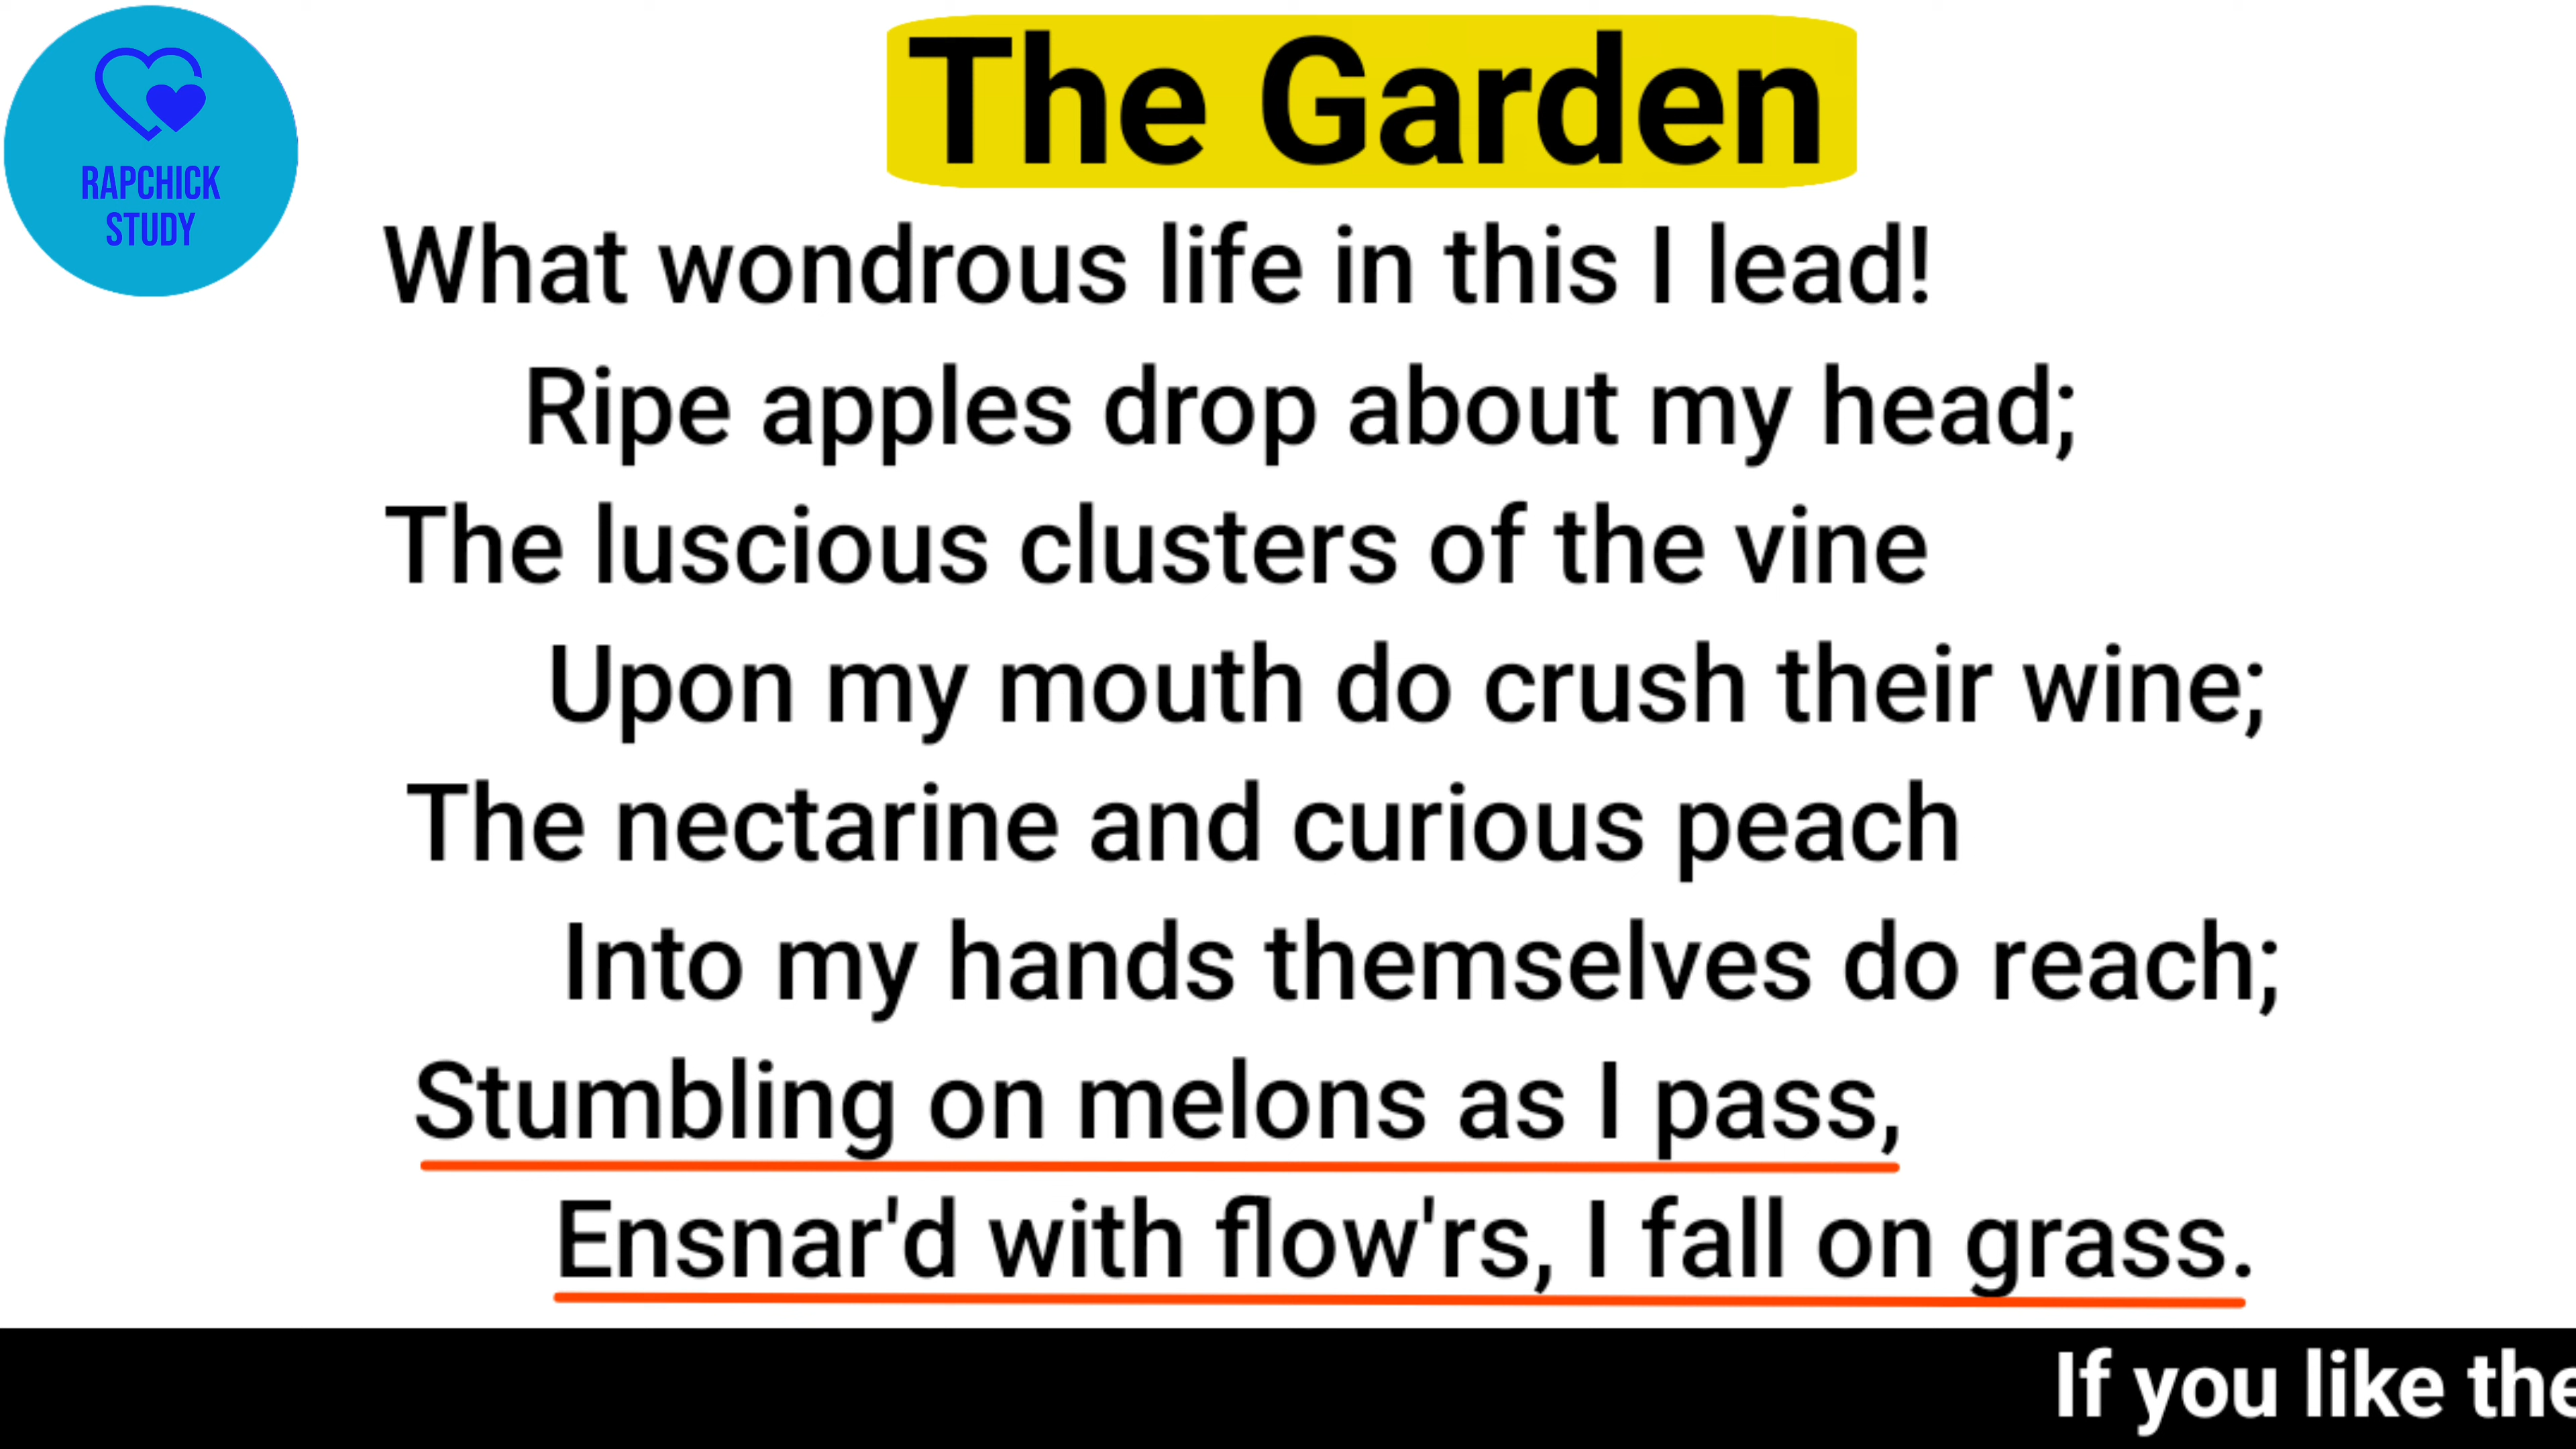 RAPCHICK
STUDY
The Garden
What wondrous life in this I lead!
Ripe apples drop about my head;
The luscious clusters of the vine
Upon my mouth do crush their wine;
The nectarine and curious peach
Into my hands themselves do reach;
Stumbling on melons as I pass,
Ensnar'd with flow'rs, I fall on grass.
If you like the